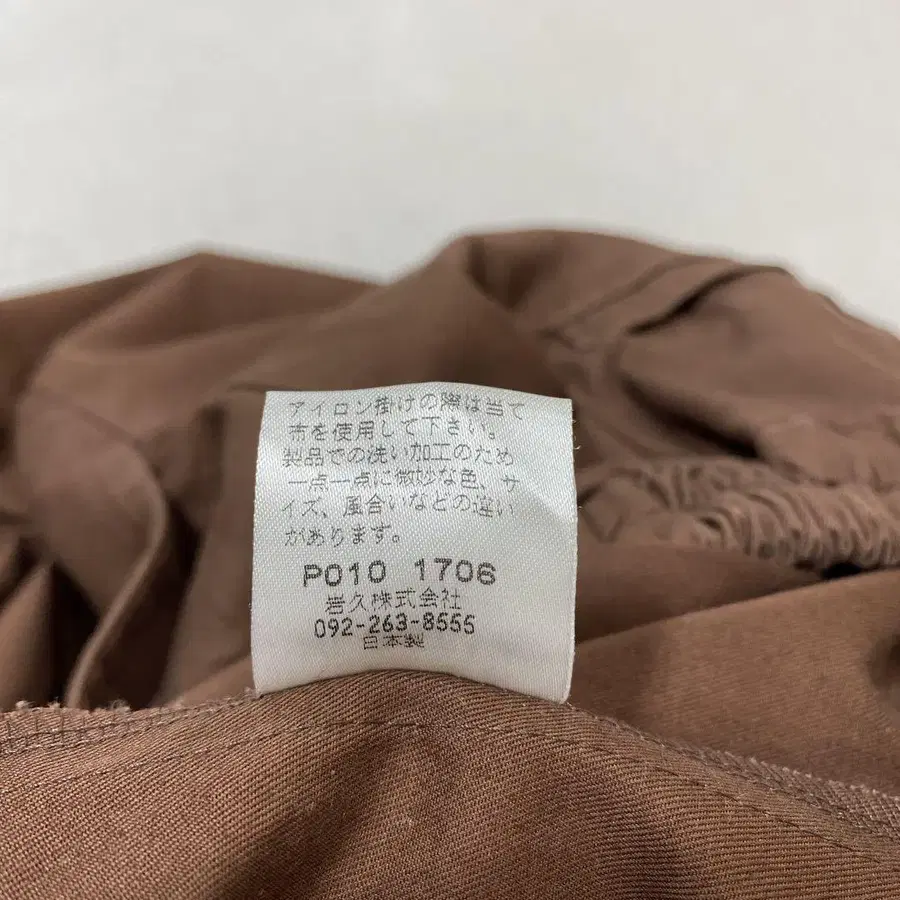 アイロン掛けの際は当て
布を使用して下さい。
製品での洗い加工のため
一点一点に微妙な色、サ
イズ、風合いなどの違い
があります。
P010 1706
岩久株式会社
092-263-8555
日本製